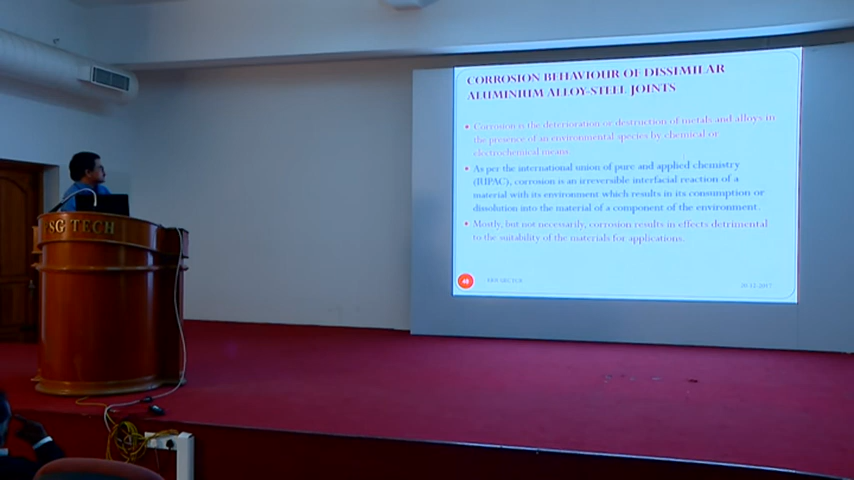 CORROSION BEHAVIOUR OF DISSIMILAR
ALUMINIUM ALLOY-STEEL JOINTS
Corrosion is the deterioration or destruction of metals and alloys in
the presence of an environmental species by chemical or
electrochemical means.
As per the international union of pure and applied chemistry
corrosion is an irreversible interfacial reaction of a
material with its environment which results in its consumption or
dissolution into the material of a component of the environment.
Mostly, but not necessarily, corrosion results in effects detrimental
to the suitability of the materials for applications.
48
20.12.2017
SG TECH